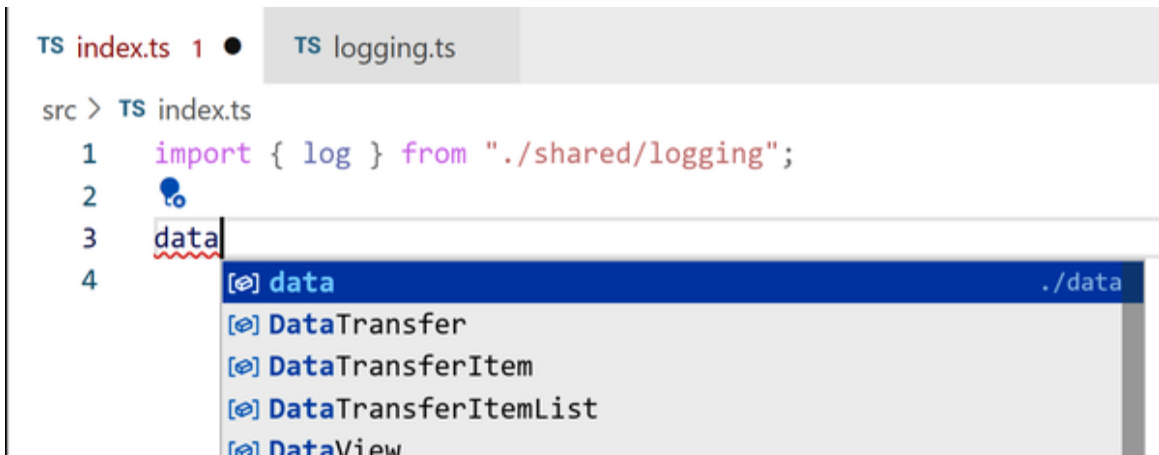 TS index.ts 1 ● TS logging.ts
src > TS index.ts
1 import { log } from "./shared/logging";
2
3 data
4
data ./data
DataTransfer
DataTransferItem
DataTransferItemList
DataView